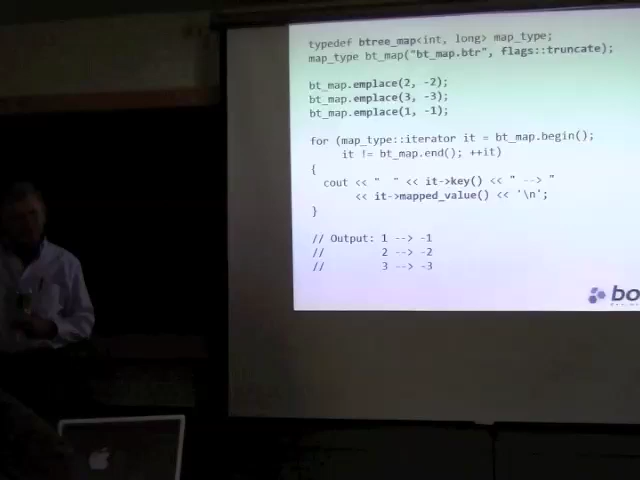 typedef btree_map<int, long> map_type;
map_type bt_map("bt_map.btr", flags::truncate);
bt_map.emplace(2, -2);
bt_map.emplace(3, -3);
bt_map.emplace(1, -1);
for (map_type::iterator it = bt_map.begin();
it != bt_map.end(); ++it)
{
cout << "  " << it->key() << " --> "
<< it->mapped_value() << '\n';
}
// Output: 1 --> -1
// 2 --> -2
// 3 --> -3
bo